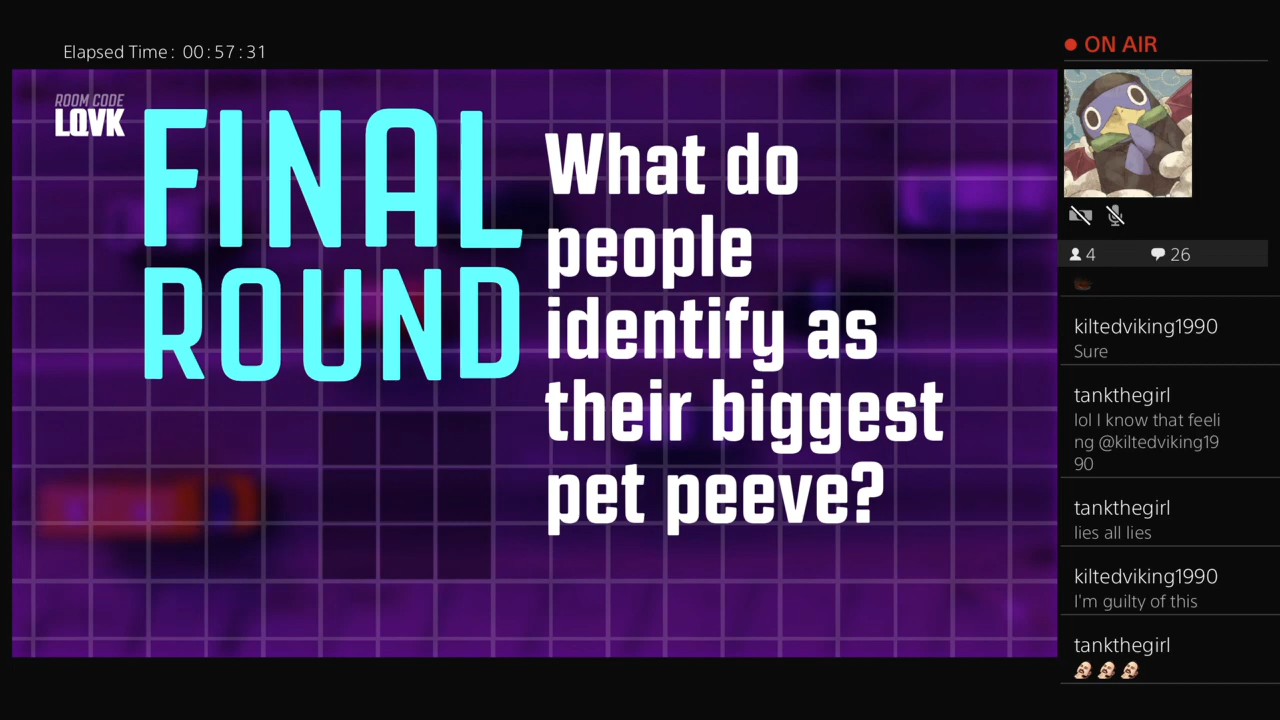 Elapsed Time: 00:57:31
ROOM CODE
LQVK
FINAL
ROUND
What do
people
identify as
their biggest
pet peeve?
ON AIR
4
26
kiltedviking1990
Sure
tankthegirl
lol I know that feeli
ng @kiltedviking19
90
tankthegirl
lies all lies
kiltedviking1990
I'm guilty of this
tankthegirl